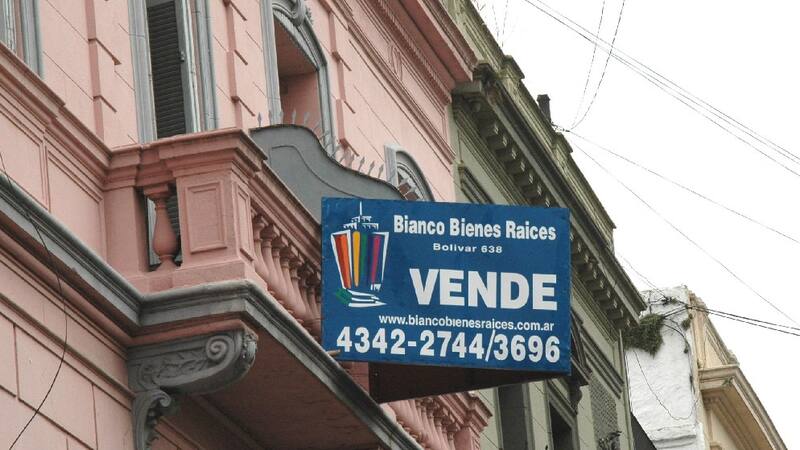 Bianco Bienes Raices
Bolivar 638
VENDE
www.biancobienesraices.com.ar
4342-2744/3696